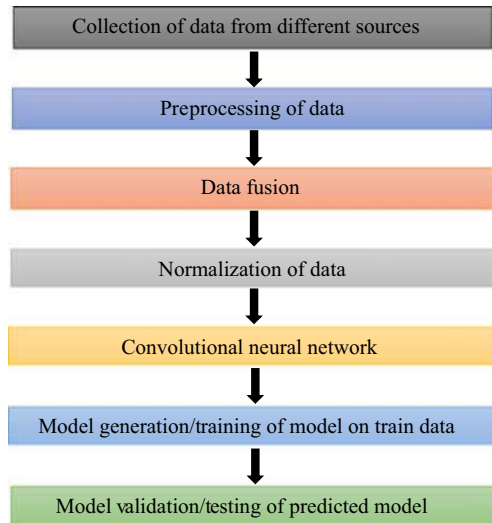 Collection of data from different sources
Preprocessing of data
Data fusion
Normalization of data
Convolutional neural network
Model generation/training of model on train data
Model validation/testing of predicted model